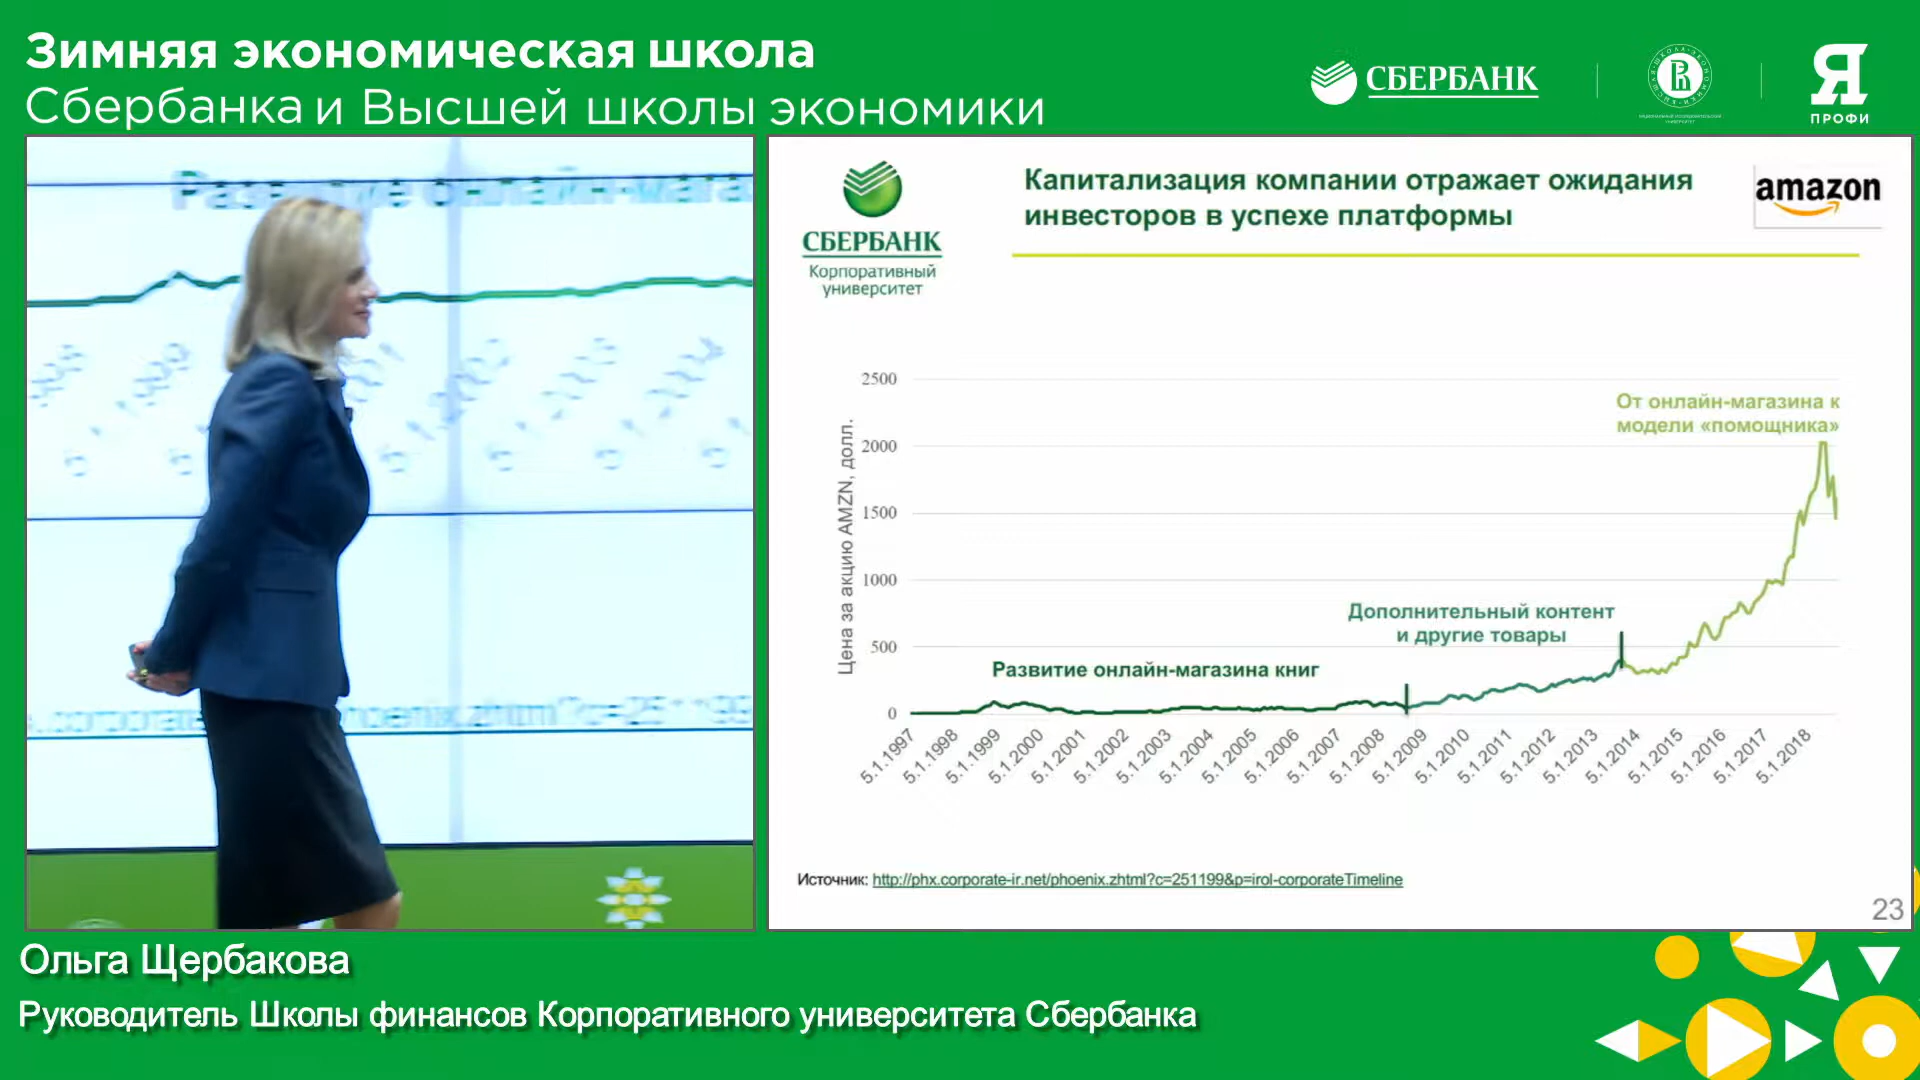 Зимняя экономическая школа
Сбербанка и Высшей школы экономики
СБЕРБАНК
Я
ПРОФИ
онлайн-мага
СБЕРБАНК
Корпоративный
университет
Капитализация компании отражает ожидания
инвесторов в успехе платформы
amazon
Цена за акцию AMZN, долл.
2500
2000
1500
1000
500
0
От онлайн-магазина к
модели «помощника»
Дополнительный контент
и другие товары
Развитие онлайн-магазина книг
5.1.1997
5.1.1998
5.1.1999
5.1.2000
5.1.2001
5.1.2002
5.1.2003
5.1.2004
5.1.2005
5.1.2006
5.1.2007
5.1.2008
5.1.2009
5.1.2010
5.1.2011
5.1.2012
5.1.2013
5.1.2014
5.1.2015
5.1.2016
5.1.2017
5.1.2018
Источник: http://phx.corporate-ir.net/phoenix.zhtml?c=251199&p=irol-corporateTimeline
23
Ольга Щербакова
Руководитель Школы финансов Корпоративного университета Сбербанка